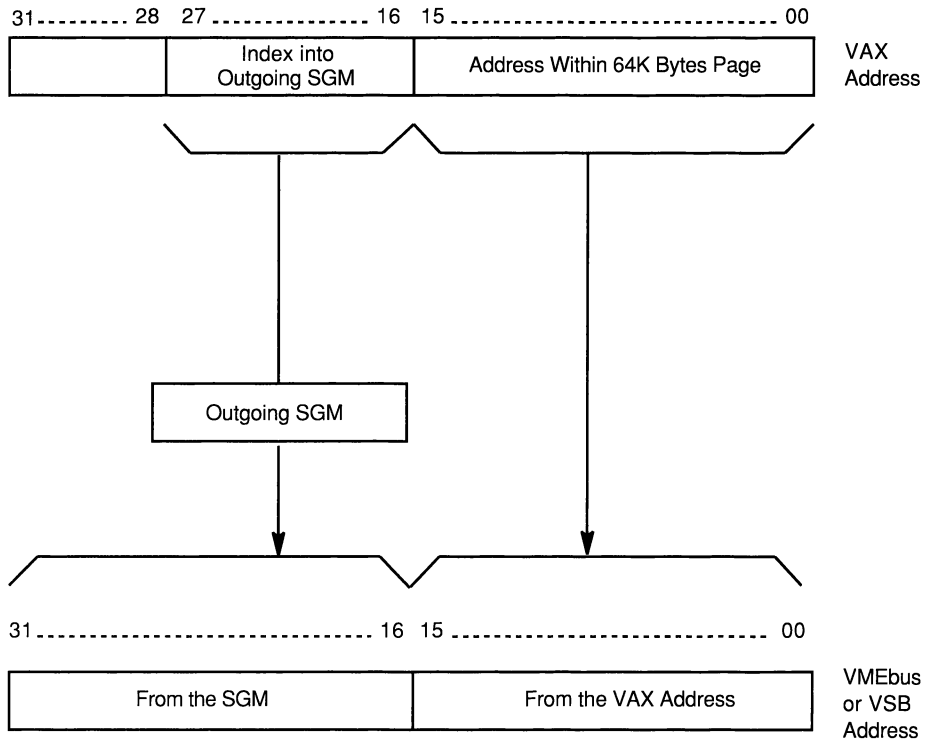 31 ........ 28 27 .................. 16 15 ........................................ 00
Index into
Outgoing SGM
Address Within 64K Bytes Page
VAX
Address
Outgoing SGM
31 ........................................ 16 15 ........................................ 00
From the SGM
From the VAX Address
VMEbus
or VSB
Address